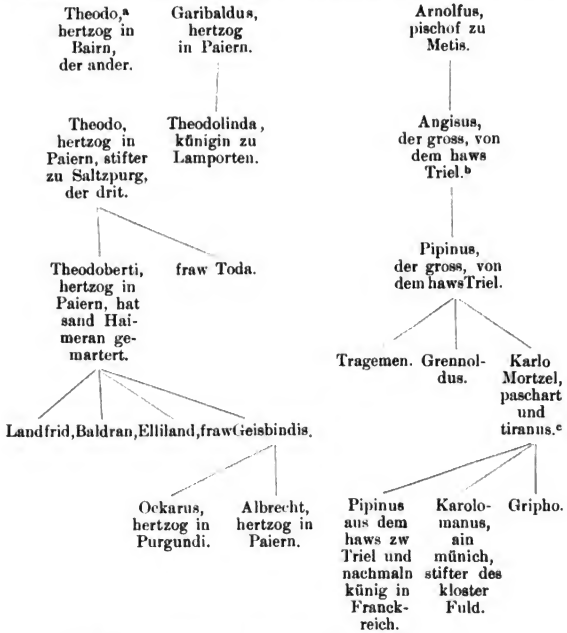 Theodo,ᵃ
hertzog in
Bairn,
der ander.
Garibaldus,
hertzog
in Paiern.
Arnolfus,
pischof zu
Metis.
Theodo,
hertzog in
Paiern, stifter
zu Saltzpurg,
der drit.
Theodolinda,
künigin zu
Lamporten.
Angisus,
der gross, von
dem haws
Triel.ᵇ
Theodoberti,
hertzog in
Paiern, hat
sand Hai-
meran ge-
martert.
fraw Toda.
Pipinus,
der gross, von
dem haws Triel.
Tragemen.
Grennol-
dus.
Karlo
Mortzel,
paschart
und
tirannus.ᶜ
Landfrid, Baldran, Elliland, fraw Geisbindis.
Ockarus,
hertzog in
Purgundi.
Albrecht,
hertzog in
Paiern.
Pipinus
aus dem
haws zw
Triel und
nachmaln
künig in
Franck-
reich.
Karolo-
manus,
ain
münich,
stifter des
kloster
Fuld.
Gripho.